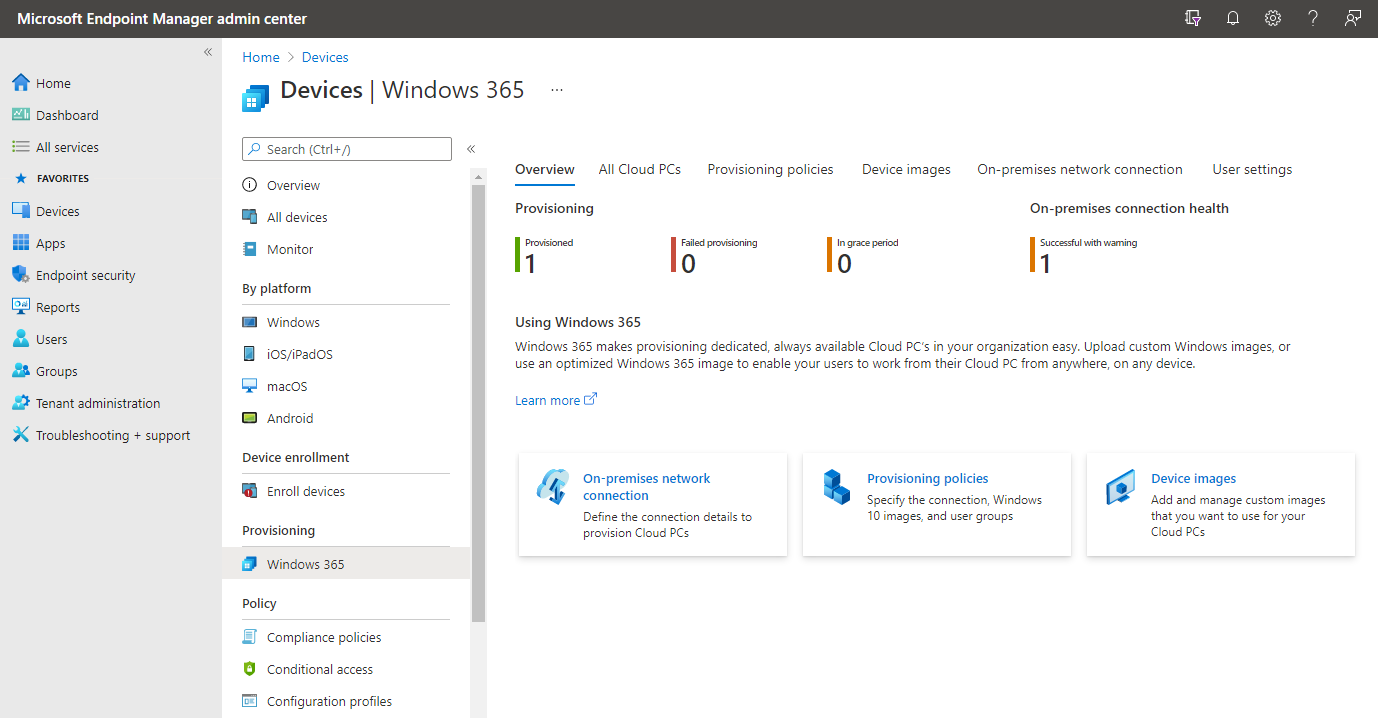 Microsoft Endpoint Manager admin center
Home
Dashboard
All services
FAVORITES
Devices
Apps
Endpoint security
Reports
Users
Groups
Tenant administration
Troubleshooting + support
Home > Devices
Devices | Windows 365 ...
Search (Ctrl+/)
Overview
All devices
Monitor
By platform
Windows
iOS/iPadOS
macOS
Android
Device enrollment
Enroll devices
Provisioning
Windows 365
Policy
Compliance policies
Conditional access
Configuration profiles
Overview All Cloud PCs Provisioning policies Device images On-premises network connection User settings
Provisioning
Provisioned
1
Failed provisioning
0
In grace period
0
On-premises connection health
Successful with warning
1
Using Windows 365
Windows 365 makes provisioning dedicated, always available Cloud PC's in your organization easy. Upload custom Windows images, or
use an optimized Windows 365 image to enable your users to work from their Cloud PC from anywhere, on any device.
Learn more
On-premises network
connection
Define the connection details to
provision Cloud PCs
Provisioning policies
Specify the connection, Windows
10 images, and user groups
Device images
Add and manage custom images
that you want to use for your
Cloud PCs